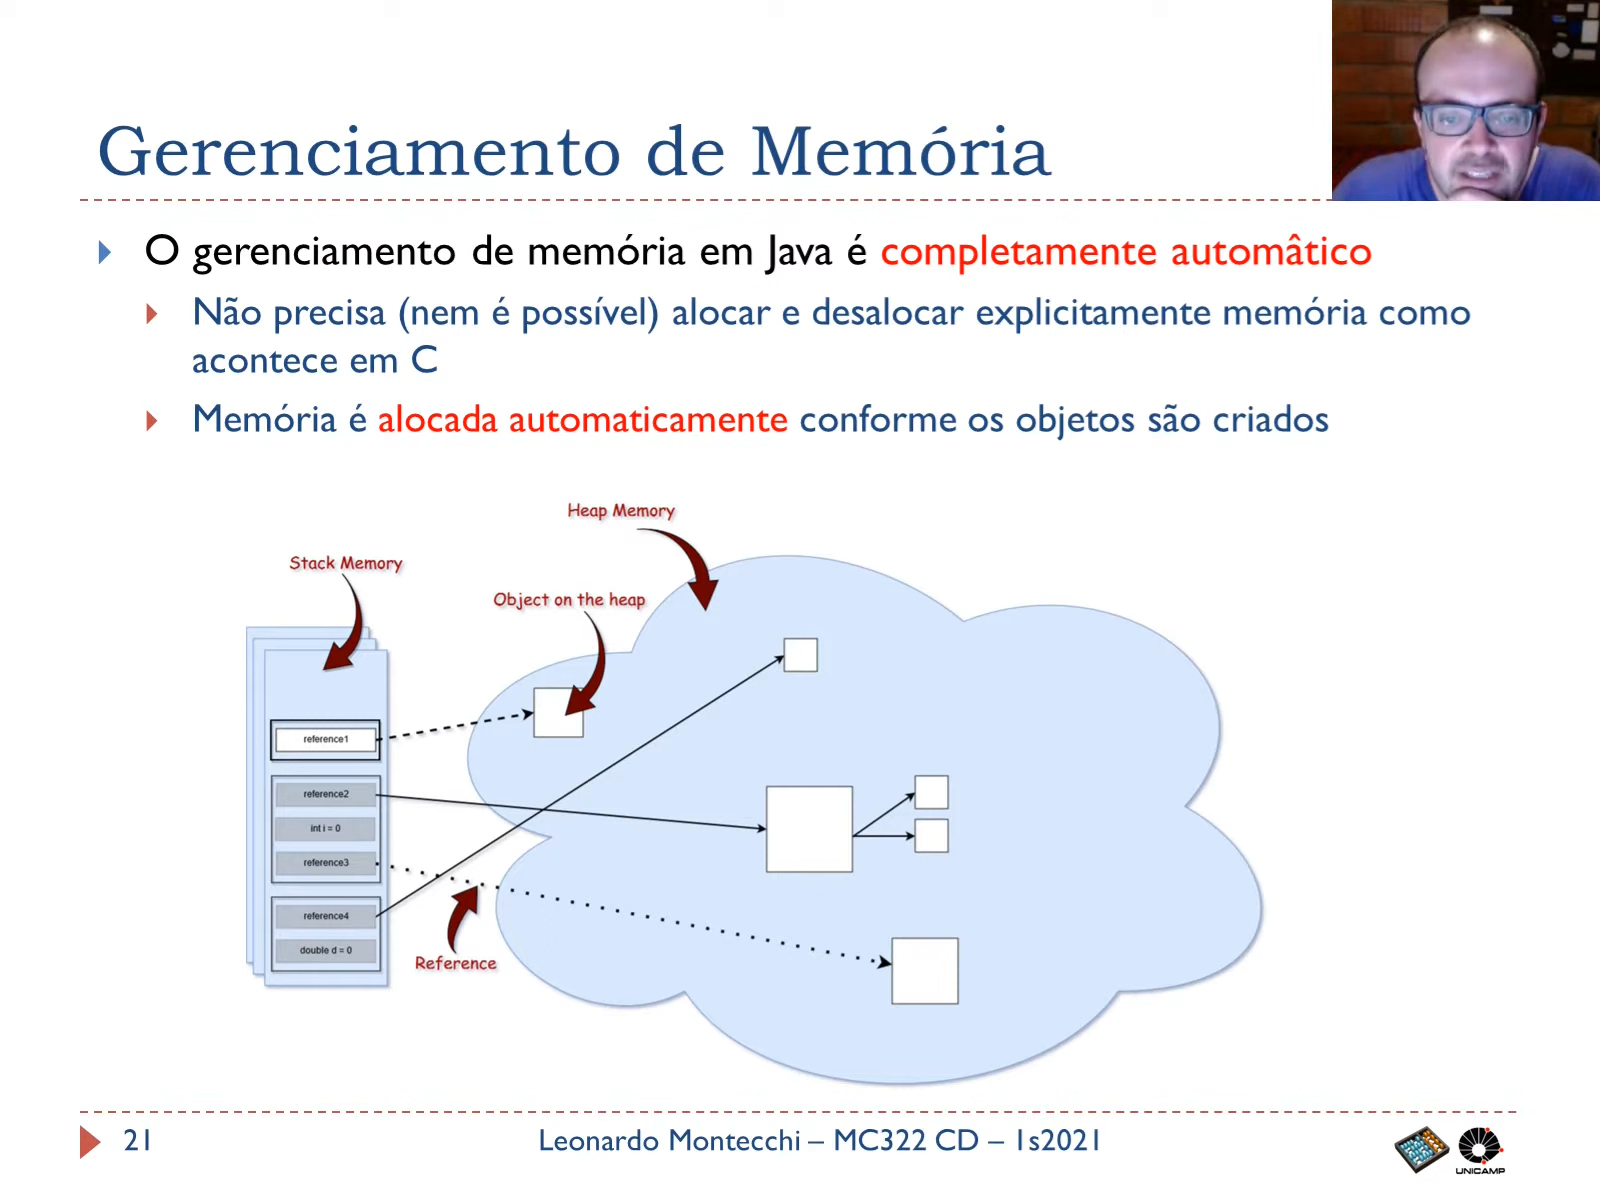 Gerenciamento de Memória
O gerenciamento de memória em Java é completamente automâtico
Não precisa (nem é possível) alocar e desalocar explicitamente memória como
acontece em C
Memória é alocada automaticamente conforme os objetos são criados
Heap Memory
Stack Memory
Object on the heap
reference1
reference2
int i = 0
reference3
reference4
double d = 0
Reference
21
Leonardo Montecchi – MC322 CD – 1s2021
UNICAMP